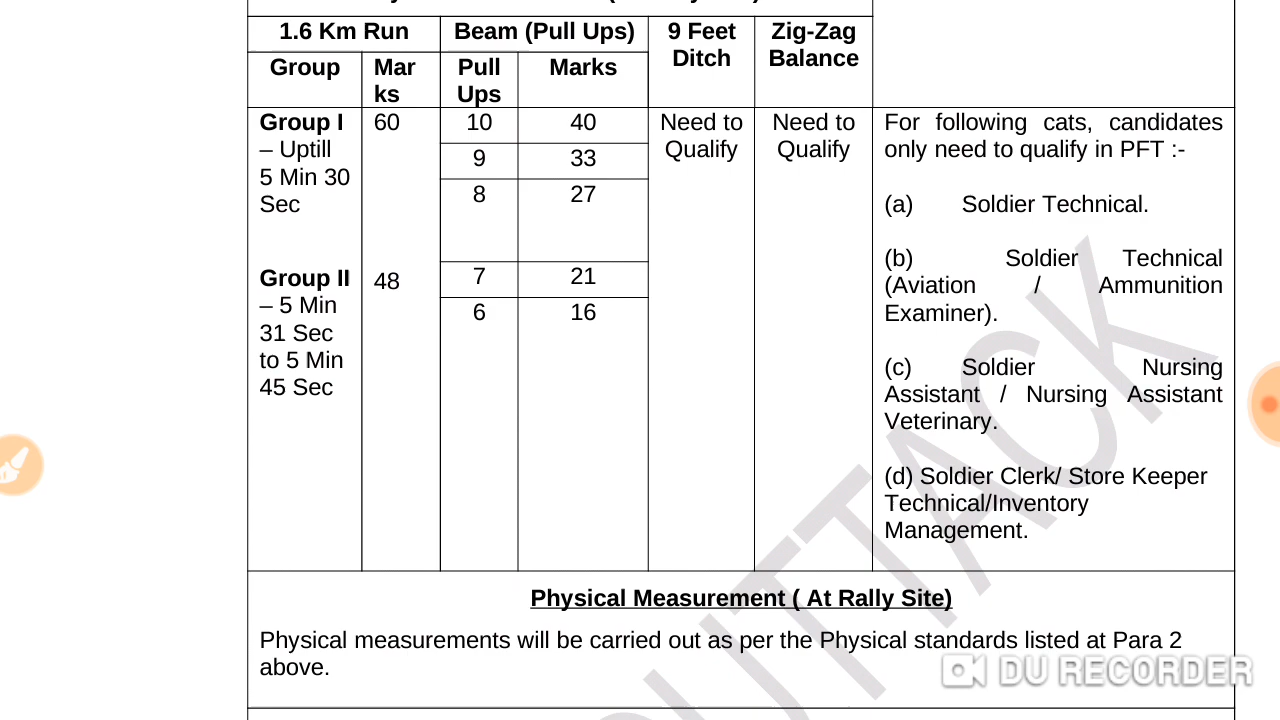 1.6 Km Run Beam (Pull Ups) 9 Feet Ditch Zig-Zag Balance
Group Mar ks Pull Ups Marks
Group I
– Uptill
5 Min 30
Sec
60
10 40
9 33
8 27
Group II
– 5 Min
31 Sec
to 5 Min
45 Sec
48
7 21
6 16
Need to
Qualify
Need to
Qualify
For following cats, candidates
only need to qualify in PFT :-
(a) Soldier Technical.
(b) Soldier Technical
(Aviation / Ammunition
Examiner).
(c) Soldier Nursing
Assistant / Nursing Assistant
Veterinary.
(d) Soldier Clerk/ Store Keeper
Technical/Inventory
Management.
Physical Measurement ( At Rally Site)
Physical measurements will be carried out as per the Physical standards listed at Para 2
above.
UTTACK
DU RECORDER